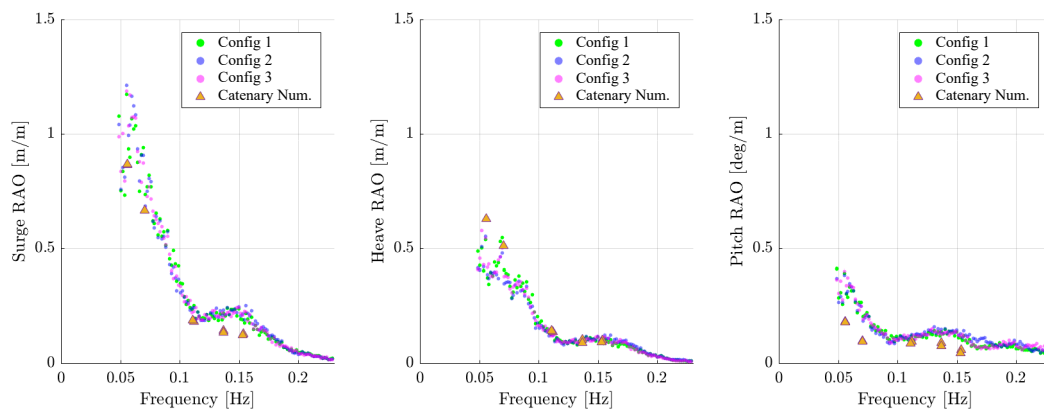 Surge RAO [m/m]
1.5
1
0.5
0
Config 1
Config 2
Config 3
Catenary Num.
0 0.05 0.1 0.15 0.2
Frequency [Hz]
Heave RAO [m/m]
1.5
1
0.5
0
Config 1
Config 2
Config 3
Catenary Num.
0 0.05 0.1 0.15 0.2
Frequency [Hz]
Pitch RAO [deg/m]
1.5
1
0.5
0
Config 1
Config 2
Config 3
Catenary Num.
0 0.05 0.1 0.15 0.2
Frequency [Hz]